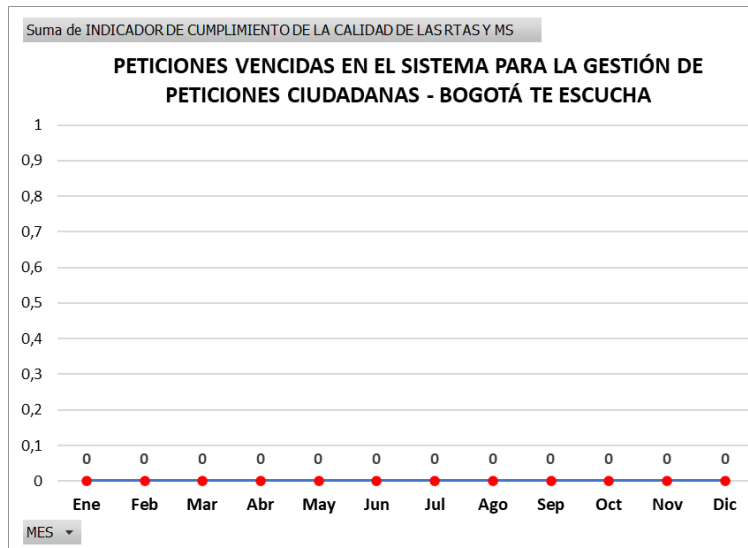 Suma de INDICADOR DE CUMPLIMIENTO DE LA CALIDAD DE LAS RTAS Y MS
PETICIONES VENCIDAS EN EL SISTEMA PARA LA GESTIÓN DE
PETICIONES CIUDADANAS - BOGOTÁ TE ESCUCHA
1
0,9
0,8
0,7
0,6
0,5
0,4
0,3
0,2
0,1
0 0 0 0 0 0 0 0 0 0 0 0
0
Ene Feb Mar Abr May Jun Jul Ago Sep Oct Nov Dic
MES